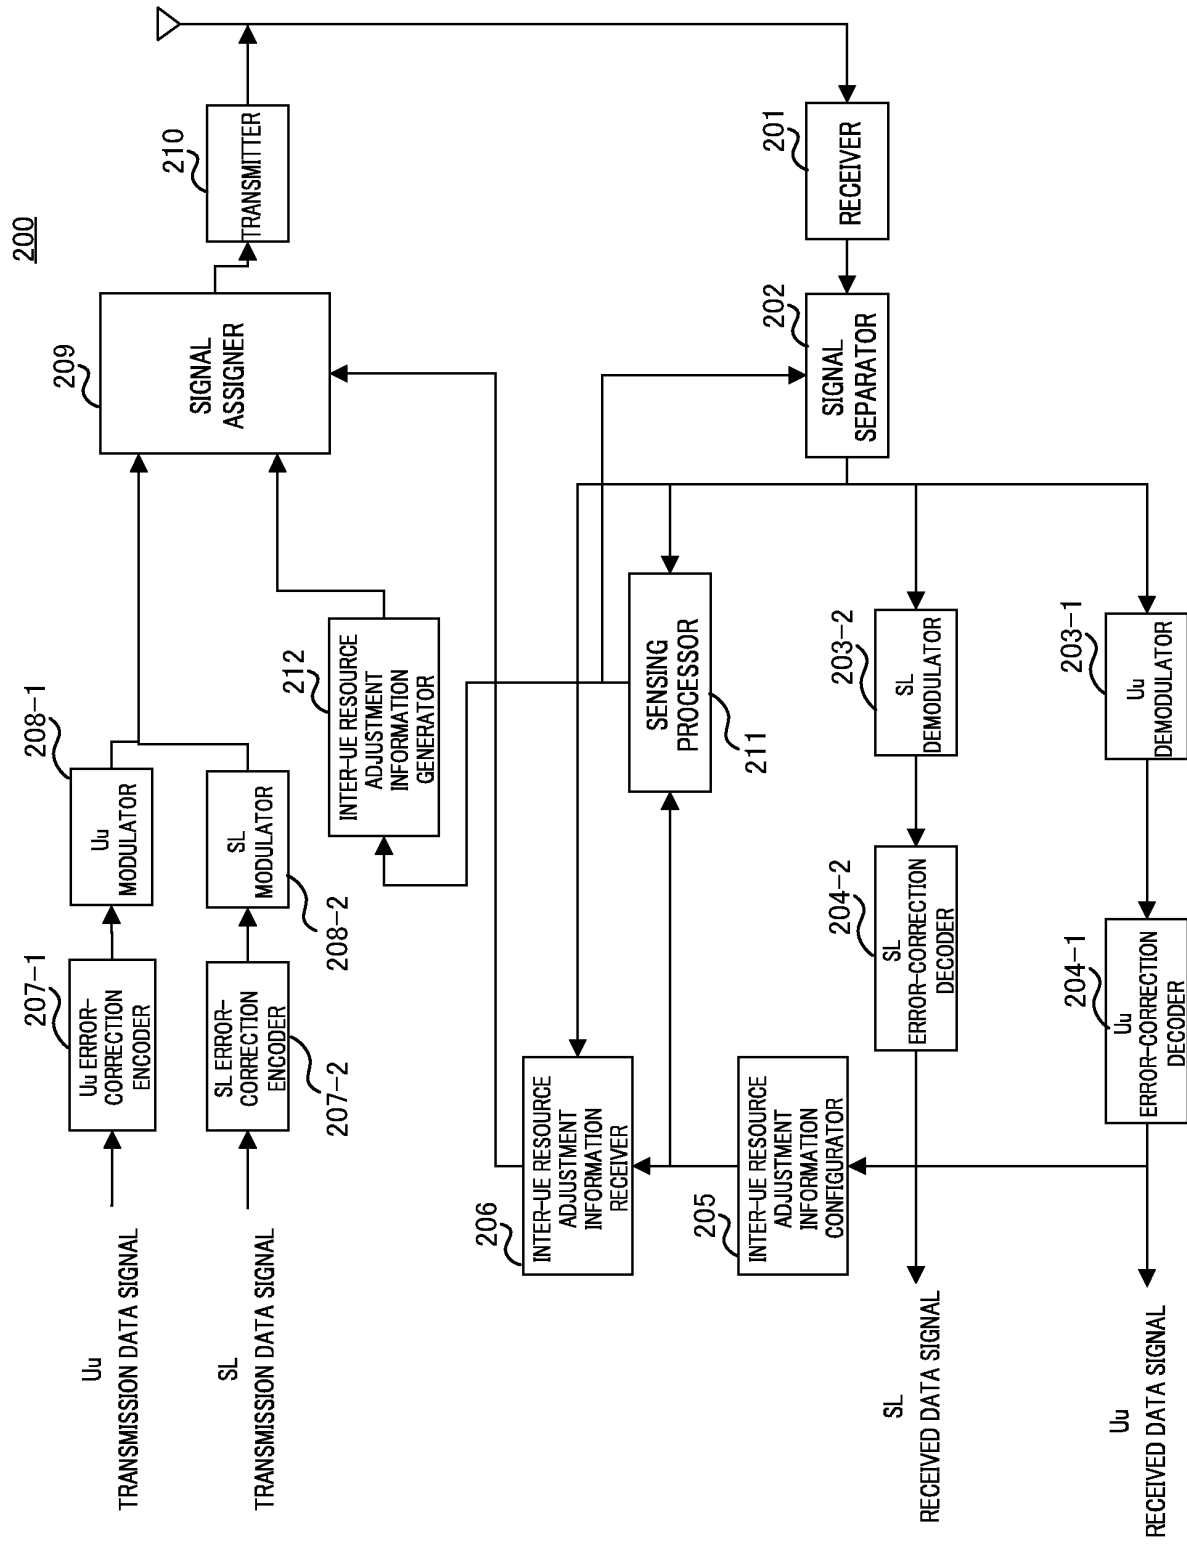 200
Uu
TRANSMISSION DATA SIGNAL
207-1
Uu ERROR-
CORRECTION
ENCODER
208-1
Uu
MODULATOR
209
SIGNAL
ASSIGNER
210
TRANSMITTER
SL
TRANSMISSION DATA SIGNAL
SL ERROR-
CORRECTION
ENCODER
207-2
SL
MODULATOR
208-2
212
INTER-UE RESOURCE
ADJUSTMENT
INFORMATION
GENERATOR
206
INTER-UE RESOURCE
ADJUSTMENT
INFORMATION
RECEIVER
SENSING
PROCESSOR
211
205
INTER-UE RESOURCE
ADJUSTMENT
INFORMATION
CONFIGURATOR
202
SIGNAL
SEPARATOR
201
RECEIVER
SL
RECEIVED DATA SIGNAL
204-2
SL
ERROR-CORRECTION
DECODER
203-2
SL
DEMODULATOR
Uu
RECEIVED DATA SIGNAL
204-1
Uu
ERROR-CORRECTION
DECODER
203-1
Uu
DEMODULATOR